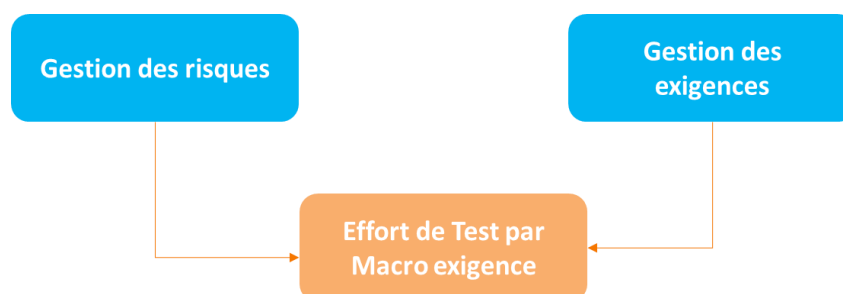 Gestion des risques
Gestion des
exigences
Effort de Test par
Macro exigence